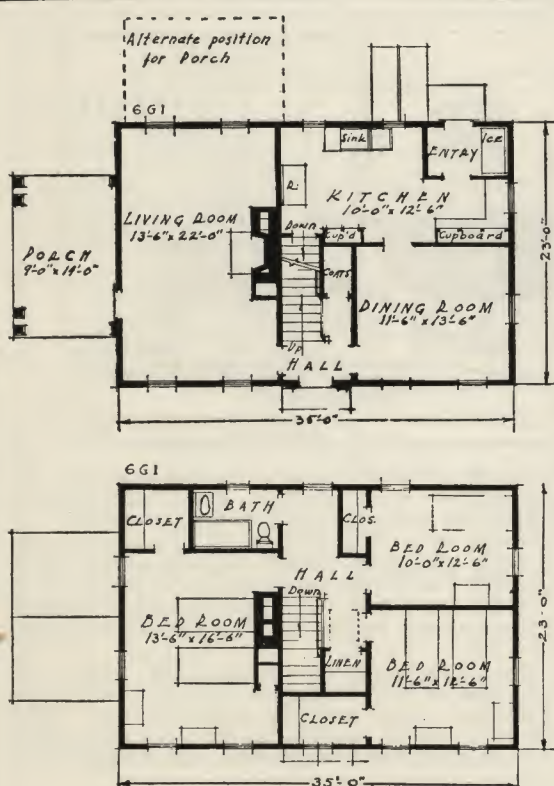 Alternate position
for Porch
6G1
Sink
ENTRY
ICE
R.
KITCHEN
10'-0" x 12'-6"
LIVING ROOM
13'-6" x 22'-0"
Down
Cup'd
Cupboard
COATS
PORCH
9'-0" x 14'-0"
DINING ROOM
11'-6" x 13'-6"
Up
HALL
23'-0"
35'-0"
6G1
BATH
CLOSET
CLOS.
BED ROOM
10'-0" x 12'-6"
HALL
Down
BED ROOM
13'-6" x 16'-6"
LINEN
BED ROOM
11'-6" x 12'-6"
CLOSET
23'-0"
35'-0"